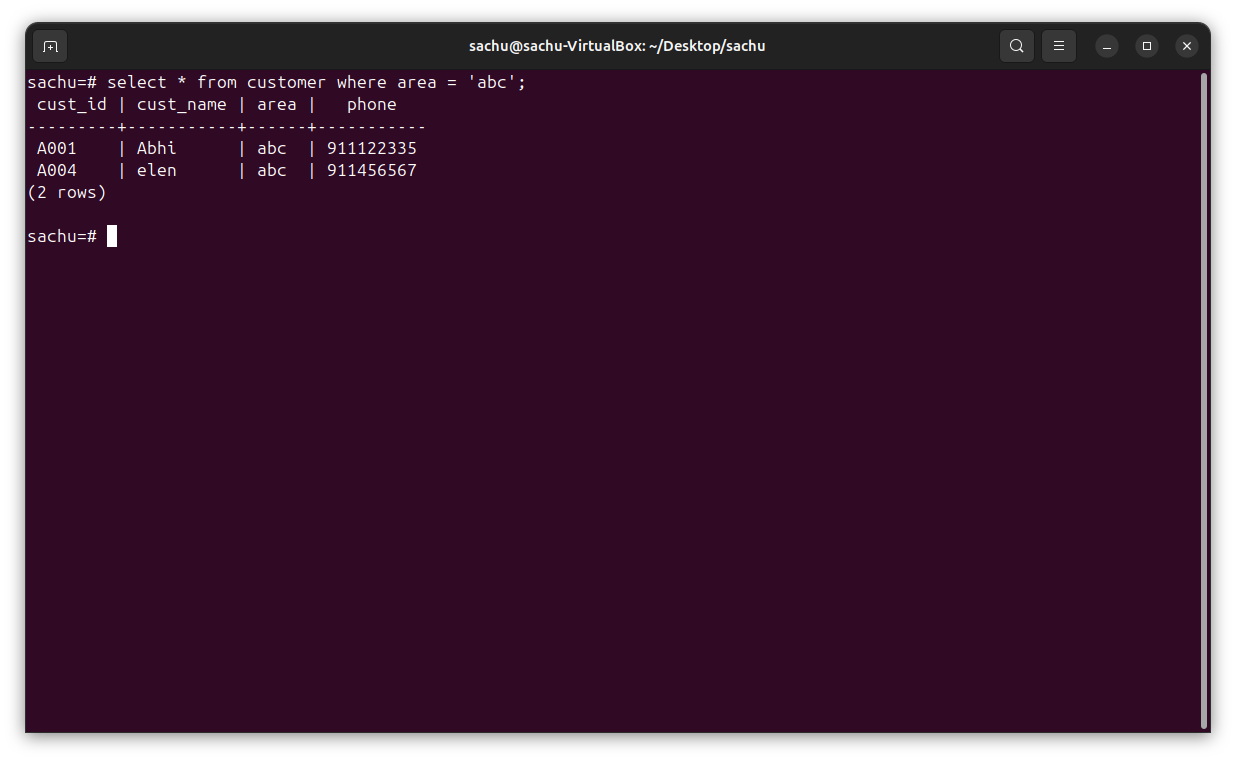 sachu@sachu-VirtualBox: ~/Desktop/sachu
sachu=# select * from customer where area = 'abc';
 cust_id | cust_name | area |   phone
---------+-----------+------+-----------
 A001    | Abhi      | abc  | 911122335
 A004    | elen      | abc  | 911456567
(2 rows)
sachu=#